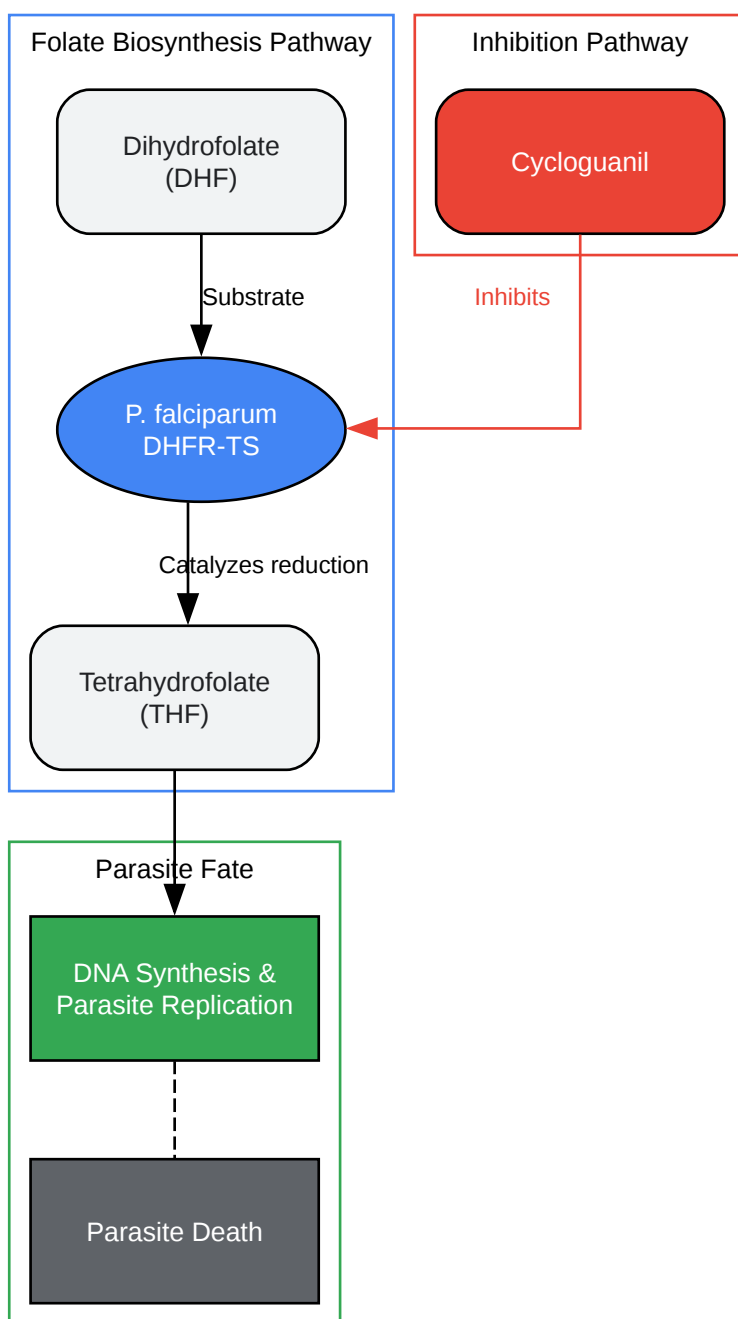 Folate Biosynthesis Pathway
Inhibition Pathway
Dihydrofolate
(DHF)
Cycloguanil
Substrate
Inhibits
P. falciparum
DHFR-TS
Catalyzes reduction
Tetrahydrofolate
(THF)
Parasite Fate
DNA Synthesis &
Parasite Replication
Parasite Death